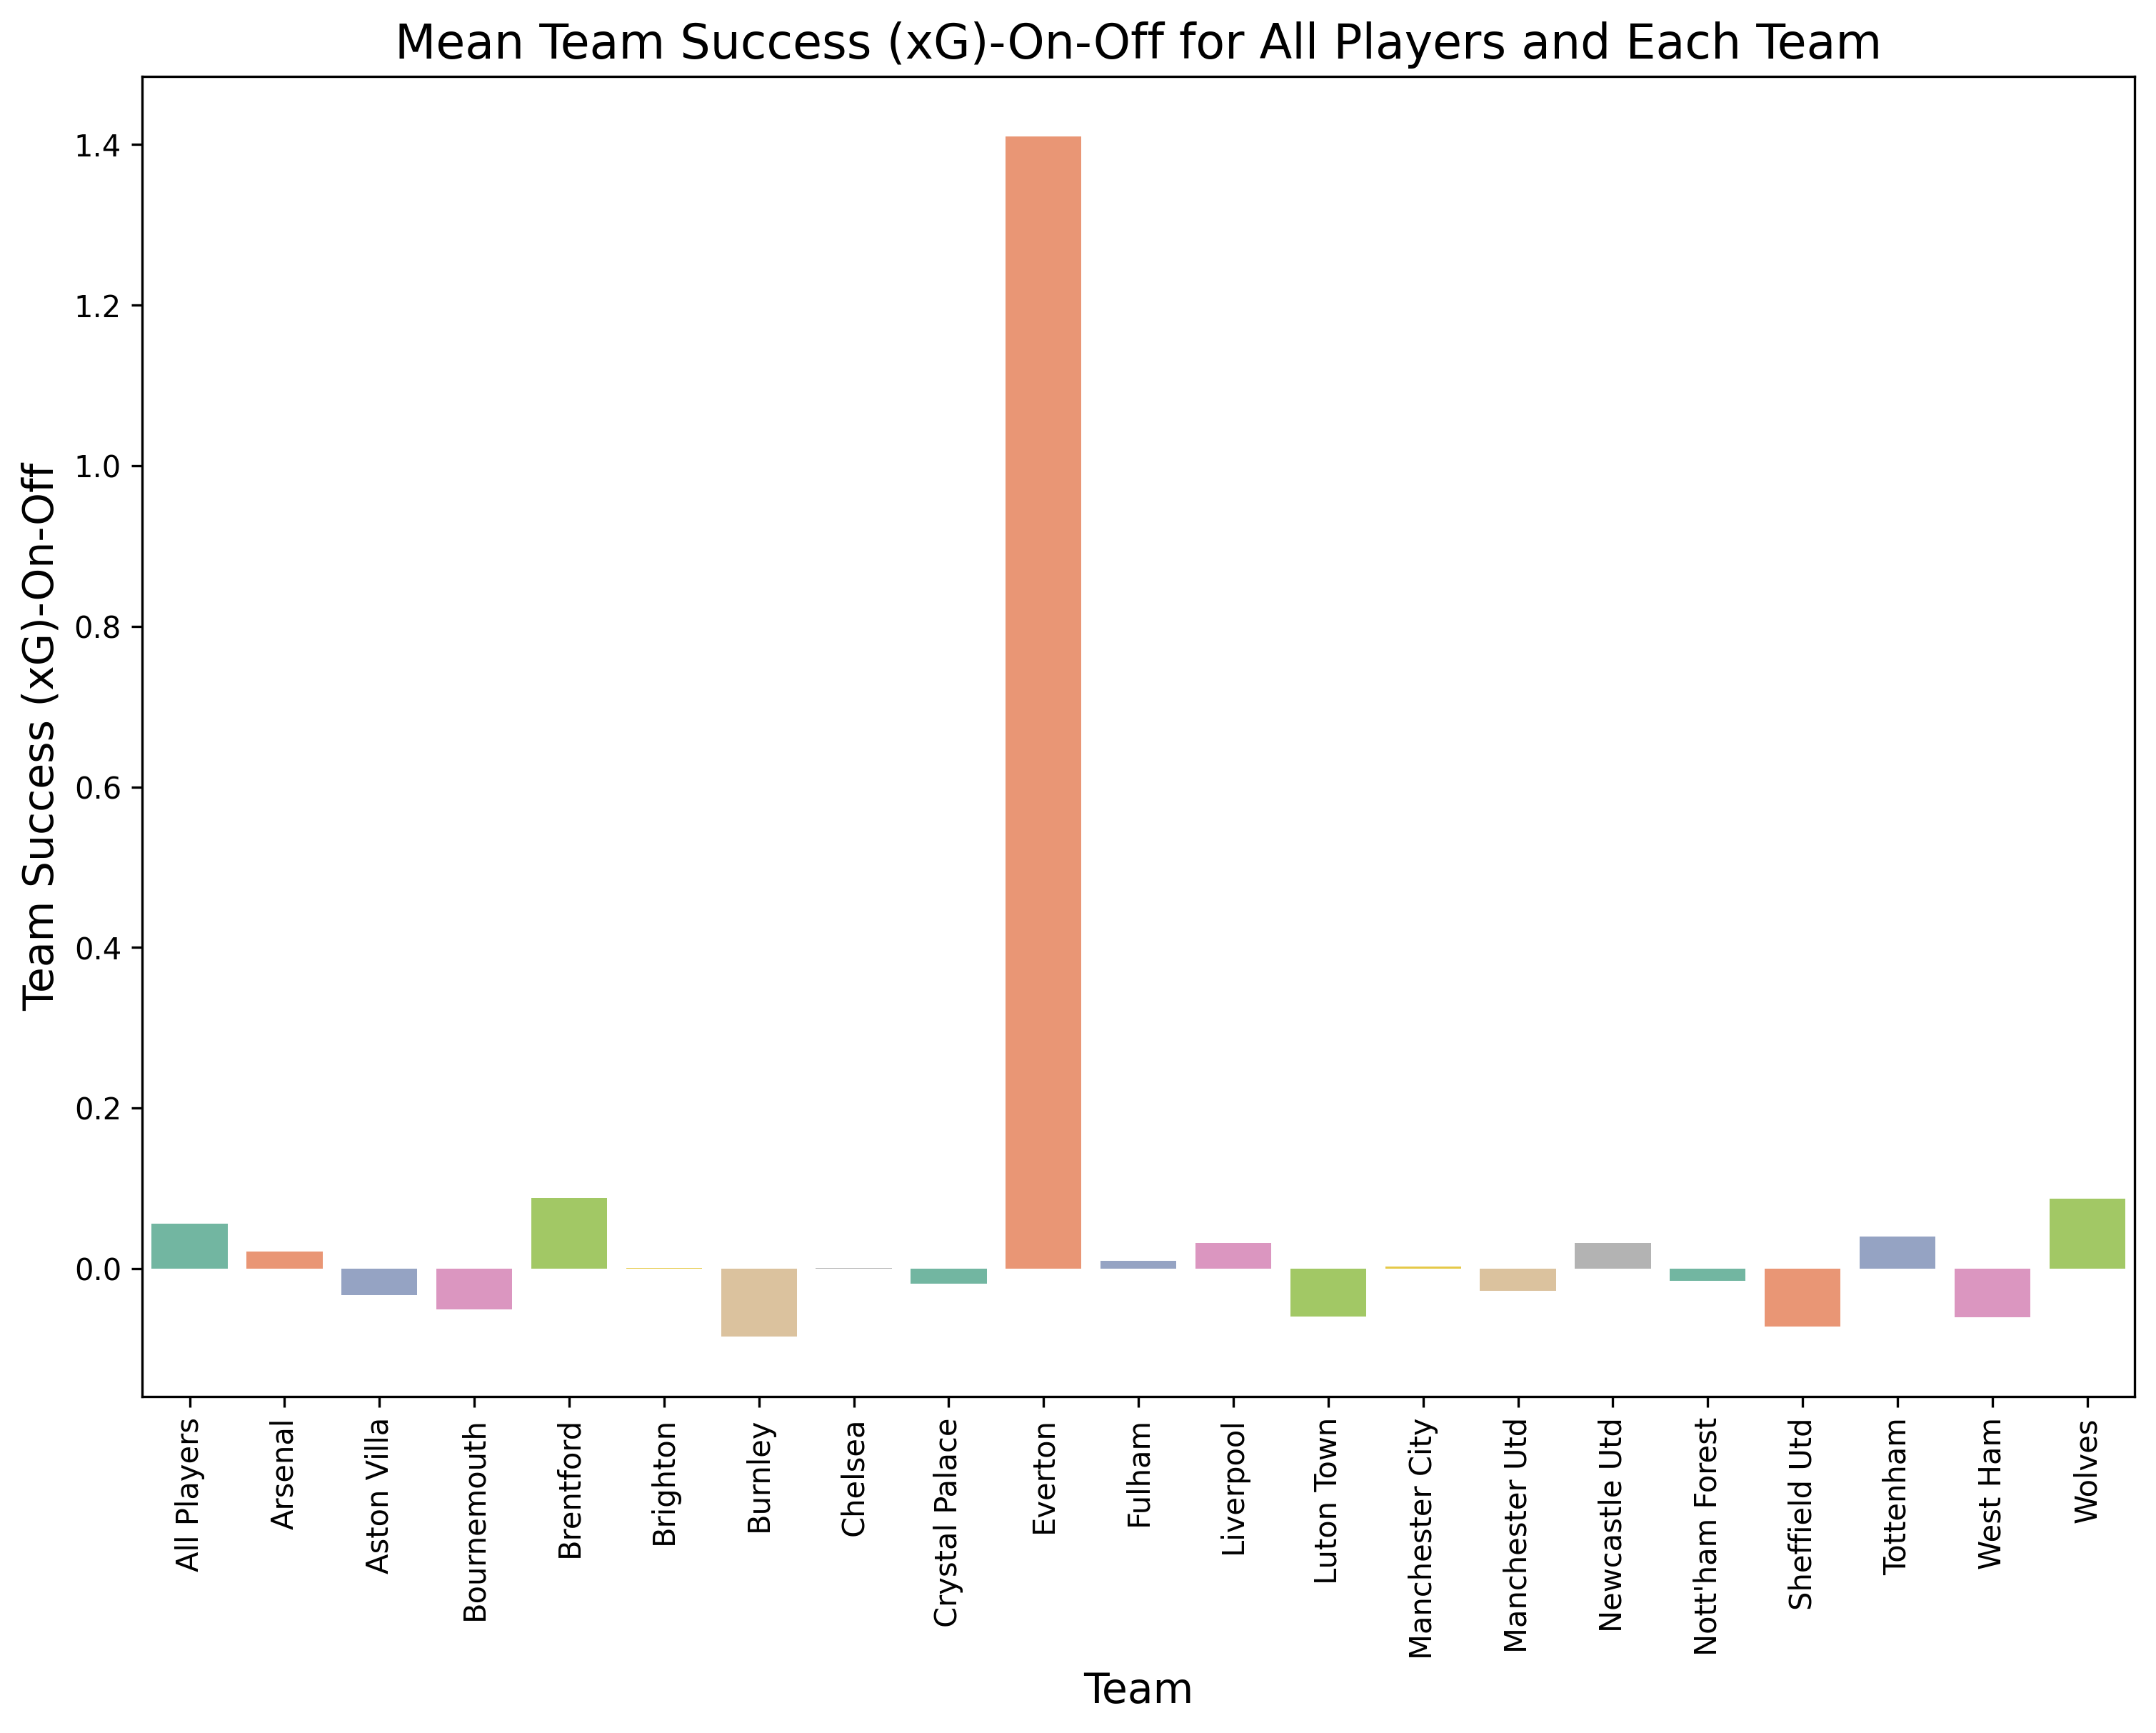 Mean Team Success (xG)-On-Off for All Players and Each Team
Team Success (xG)-On-Off
1.4
1.2
1.0
0.8
0.6
0.4
0.2
0.0
All Players
Arsenal
Aston Villa
Bournemouth
Brentford
Brighton
Burnley
Chelsea
Crystal Palace
Everton
Fulham
Liverpool
Luton Town
Manchester City
Manchester Utd
Newcastle Utd
Nott'ham Forest
Sheffield Utd
Tottenham
West Ham
Wolves
Team